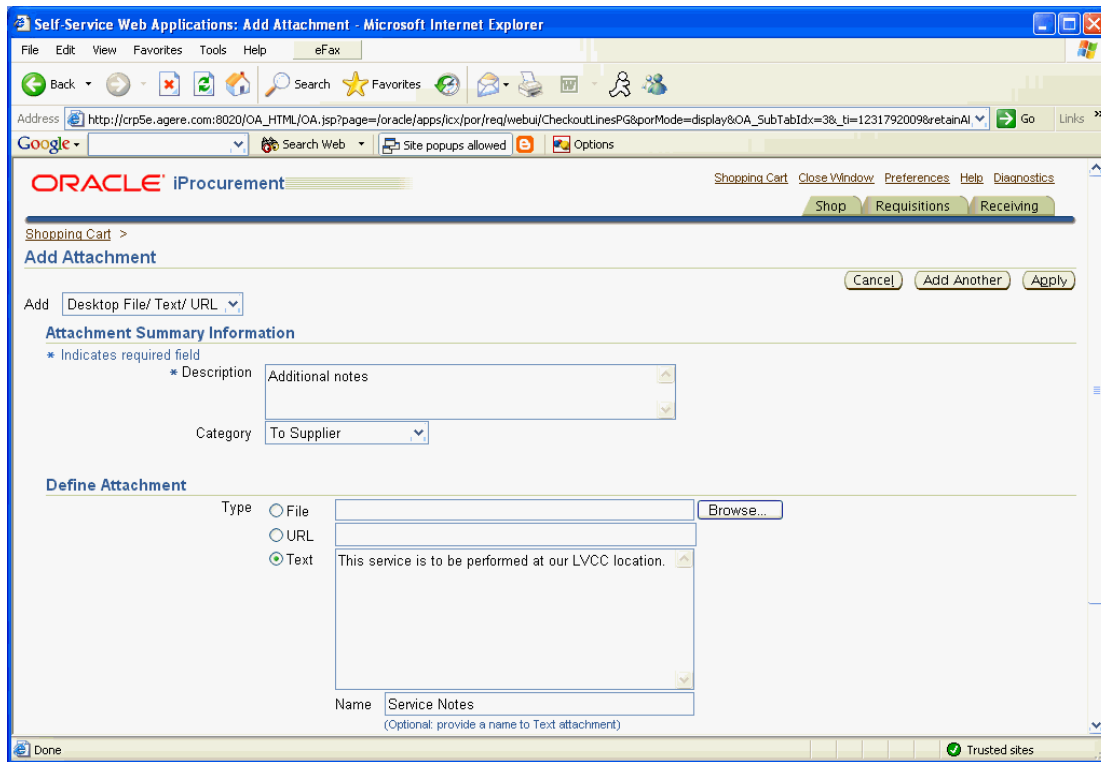 Self-Service Web Applications: Add Attachment - Microsoft Internet Explorer
File Edit View Favorites Tools Help eFax
Back Search Favorites
Address http://crp5e.agere.com:8020/OA_HTML/OA.jsp?page=/oracle/apps/icx/por/req/webui/CheckoutLinesPG&porMode=display&OA_SubTabIdx=3&_ti=1231792009&retainAl Go Links »
Google Search Web Site popups allowed Options
ORACLE iProcurement
Shopping Cart Close Window Preferences Help Diagnostics
Shop Requisitions Receiving
Shopping Cart >
Add Attachment
Cancel Add Another Apply
Add Desktop File/ Text/ URL
Attachment Summary Information
* Indicates required field
* Description Additional notes
Category To Supplier
Define Attachment
Type File Browse...
URL
Text This service is to be performed at our LVCC location.
Name Service Notes
(Optional: provide a name to Text attachment)
Done Trusted sites